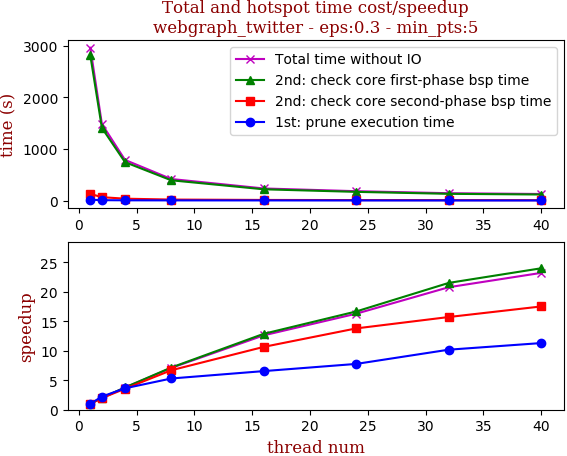 Total and hotspot time cost/speedup
webgraph_twitter - eps:0.3 - min_pts:5
time (s)
3000
2000
1000
0
Total time without IO
2nd: check core first-phase bsp time
2nd: check core second-phase bsp time
1st: prune execution time
0 5 10 15 20 25 30 35 40
speedup
25
20
15
10
5
0
0 5 10 15 20 25 30 35 40
thread num